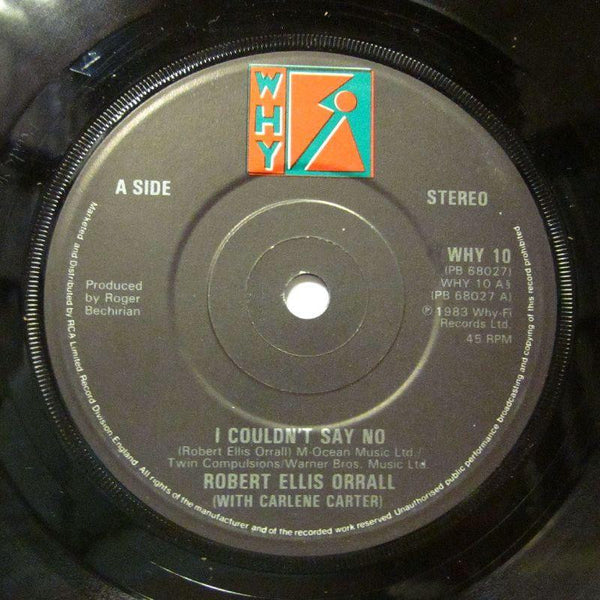 WHY
A SIDE
STEREO
Produced
by Roger
Bechirian
WHY 10
(PB 68027)
WHY 10 A§
(PB 68027 A)
℗ 1983 Why-Fi
Records Ltd.
45 RPM
I COULDN'T SAY NO
(Robert Ellis Orrall) M-Ocean Music Ltd./
Twin Compulsions/Warner Bros. Music Ltd.
ROBERT ELLIS ORRALL
(WITH CARLENE CARTER)
Marketed and Distributed by RCA Limited Record Division England. All rights of the manufacturer and of the recorded work reserved. Unauthorised public performance broadcasting and copying of this recording prohibited.